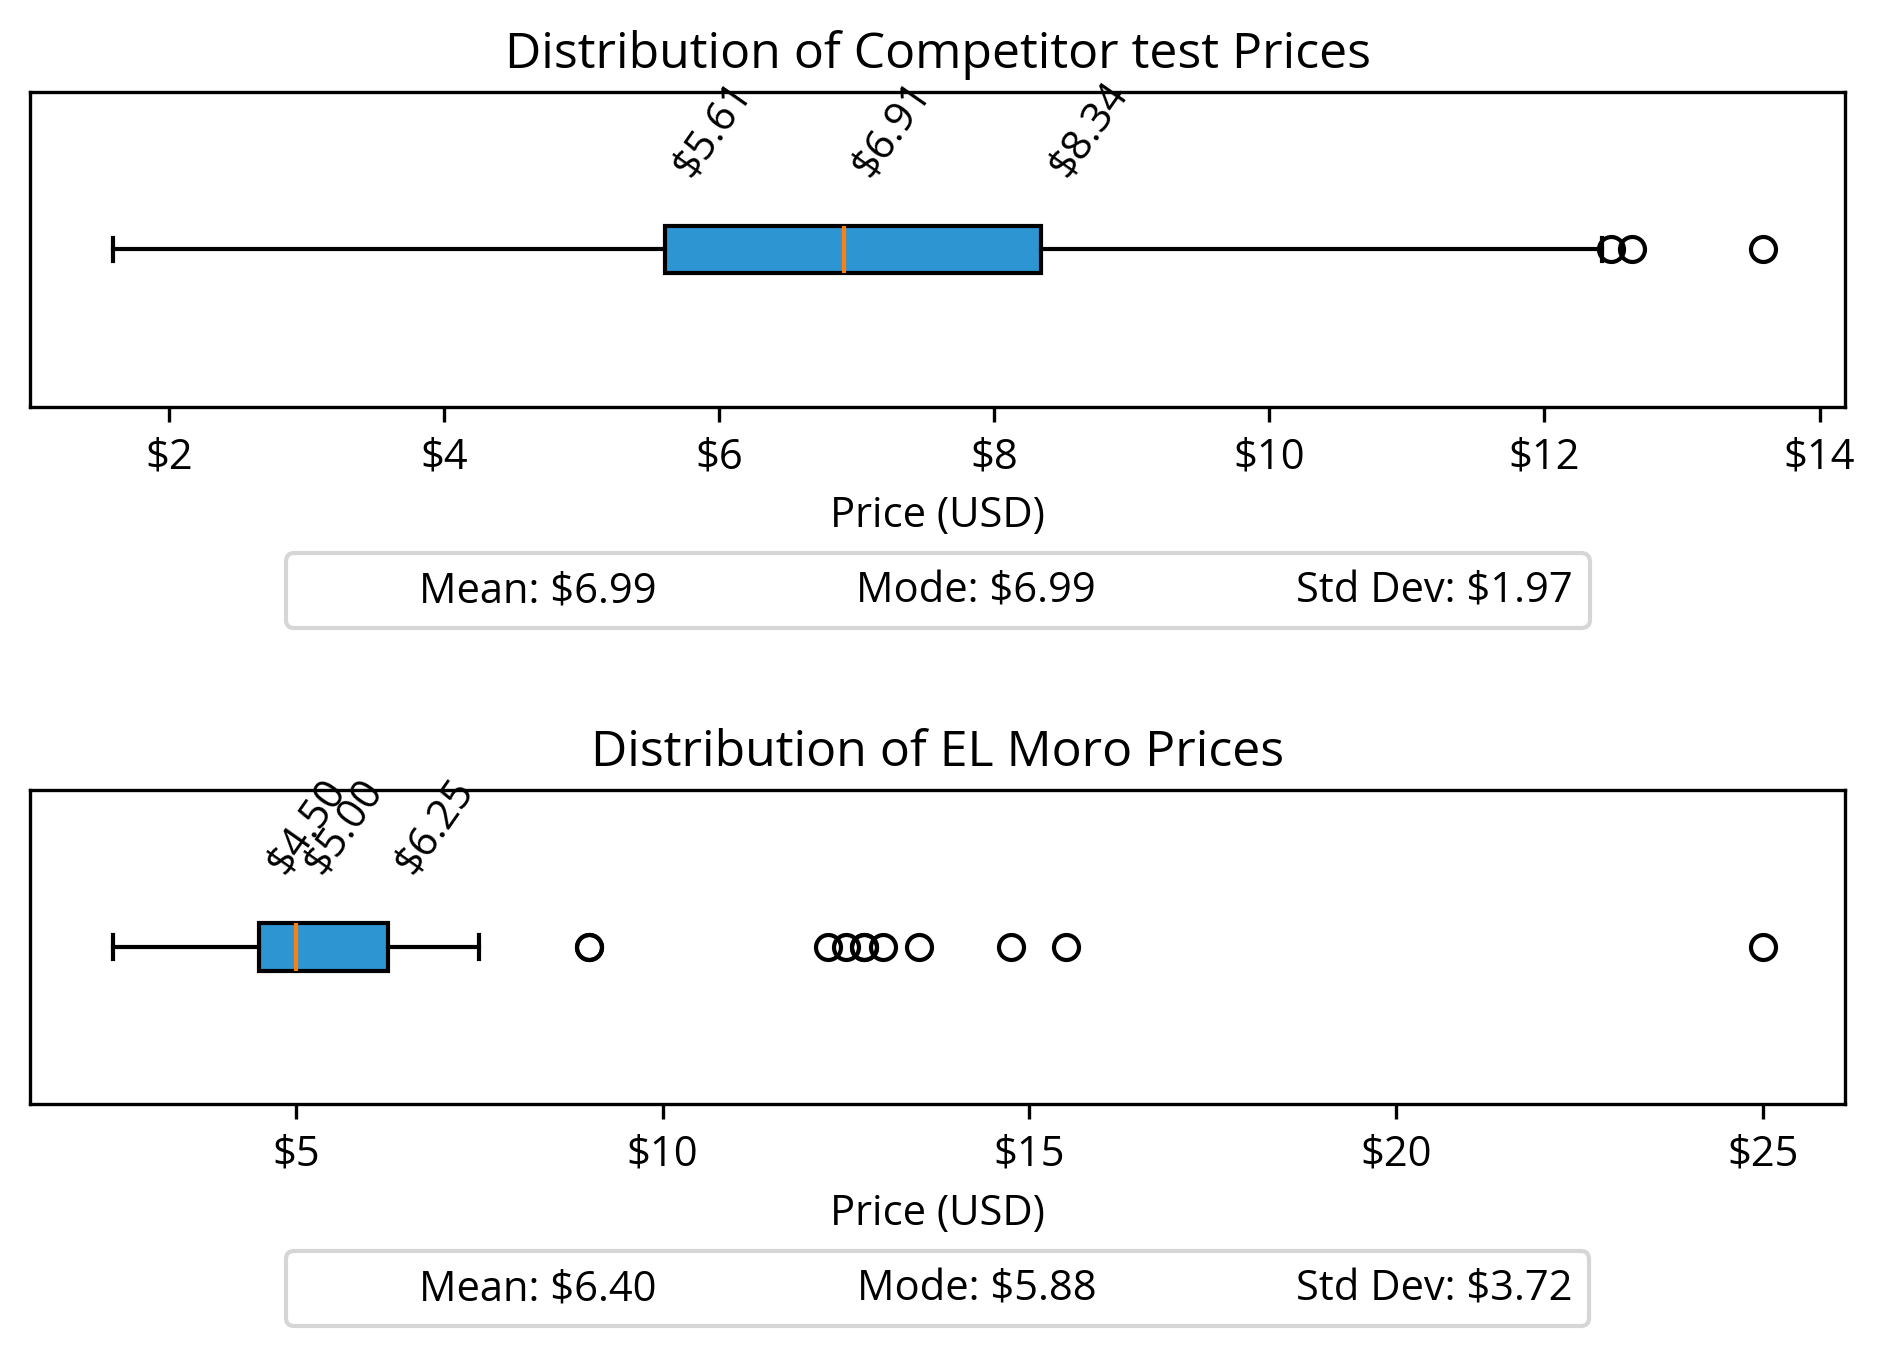 Distribution of Competitor test Prices
$5.61 $6.91 $8.34
$2 $4 $6 $8 $10 $12 $14
Price (USD)
Mean: $6.99 Mode: $6.99 Std Dev: $1.97
Distribution of EL Moro Prices
$4.50 $5.00 $6.25
$5 $10 $15 $20 $25
Price (USD)
Mean: $6.40 Mode: $5.88 Std Dev: $3.72